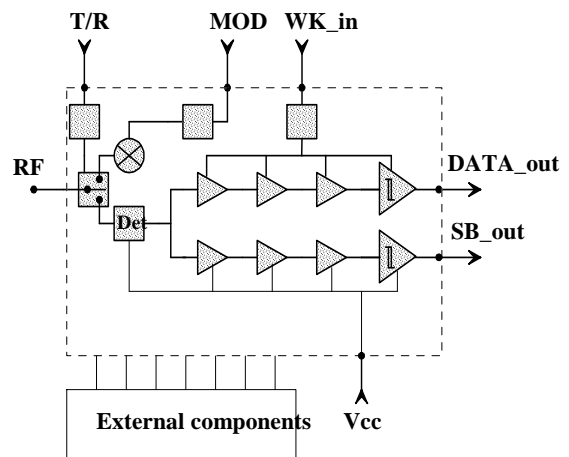 T/R MOD WK_in
RF
DATA_out
Det
SB_out
External components
Vcc